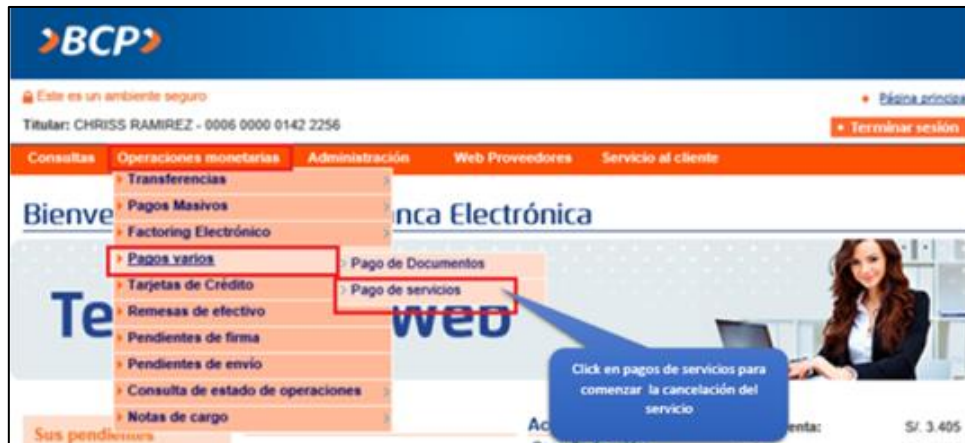 >BCP>
Este es un ambiente seguro
Página principa
Titular: CHRISS RAMIREZ - 0006 0000 0142 2256
Terminar sesión
Consultas Operaciones monetarias Administración Web Proveedores Servicio al cliente
Transferencias
Pagos Masivos
Bienve nca Electrónica
Factoring Electrónico
Pagos varios
Pago de Documentos
Tarjetas de Crédito
Pago de servicios
Te web
Remesas de efectivo
Pendientes de firma
Pendientes de envío
Click en pagos de servicios para
comenzar la cancelación del
servicio
Consulta de estado de operaciones
Notas de cargo
Sus pendientes
enta: S/. 3.405